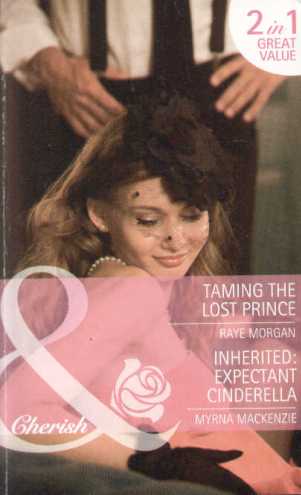 2 in 1
GREAT
VALUE
TAMING THE
LOST PRINCE
RAYE MORGAN
INHERITED:
EXPECTANT
CINDERELLA
MYRNA MACKENZIE
&
Cherish